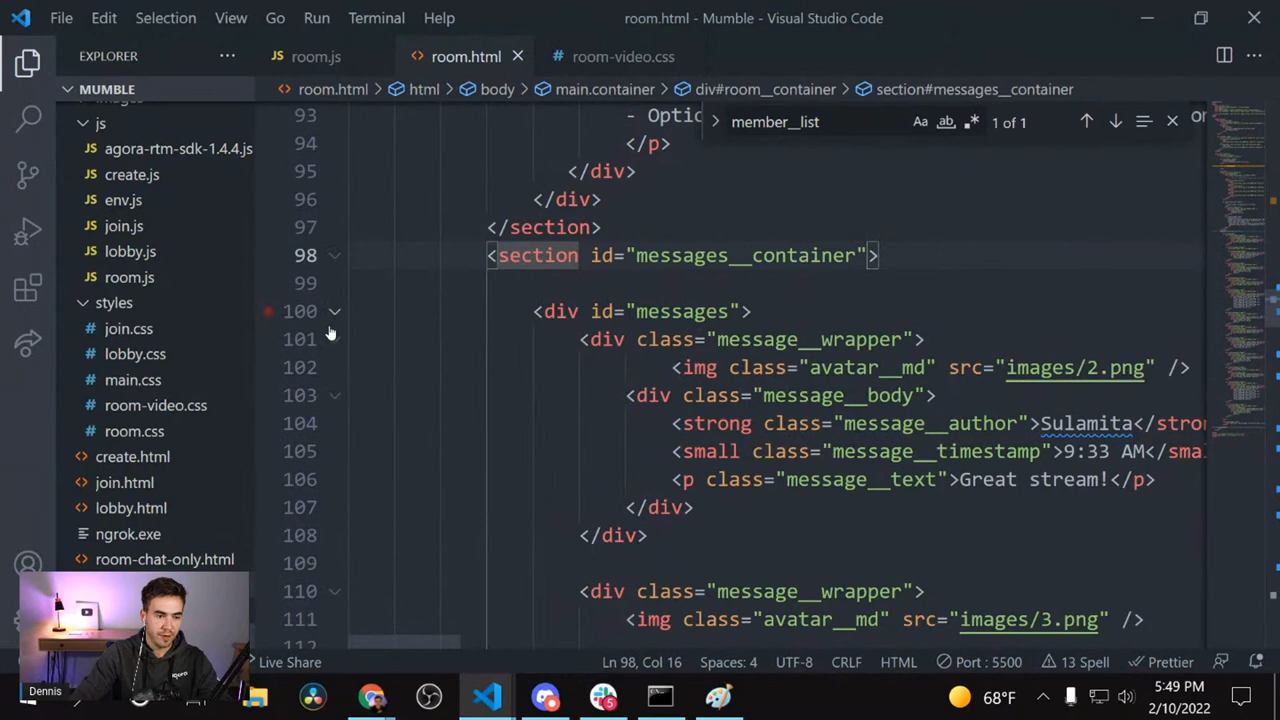 File Edit Selection View Go Run Terminal Help room.html - Mumble - Visual Studio Code
EXPLORER ... room.js room.html room-video.css
MUMBLE room.html > html > body > main.container > div#room__container > section#messages__container
member__list Aa ab 1 of 1
js
agora-rtm-sdk-1.4.4.js
create.js
env.js
join.js
lobby.js
room.js
styles
join.css
lobby.css
main.css
room-video.css
room.css
create.html
join.html
lobby.html
ngrok.exe
room-chat-only.html
93 - Optio
94 </p>
95 </div>
96 </div>
97 </section>
98 <section id="messages__container">
99
100 <div id="messages">
101 <div class="message__wrapper">
102 <img class="avatar__md" src="images/2.png" />
103 <div class="message__body">
104 <strong class="message__author">Sulamita</stro
105 <small class="message__timestamp">9:33 AM</sma
106 <p class="message__text">Great stream!</p>
107 </div>
108 </div>
109
110 <div class="message__wrapper">
111 <img class="avatar__md" src="images/3.png" />
112
Live Share Ln 98, Col 16 Spaces: 4 UTF-8 CRLF HTML Port : 5500 13 Spell Prettier
Dennis
68°F 5:49 PM
2/10/2022